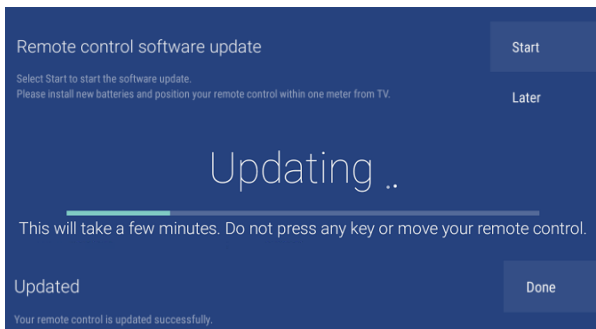 Remote control software update
Start
Select Start to start the software update.
Please install new batteries and position your remote control within one meter from TV.
Later
Updating ..
This will take a few minutes. Do not press any key or move your remote control.
Updated
Done
Your remote control is updated successfully.